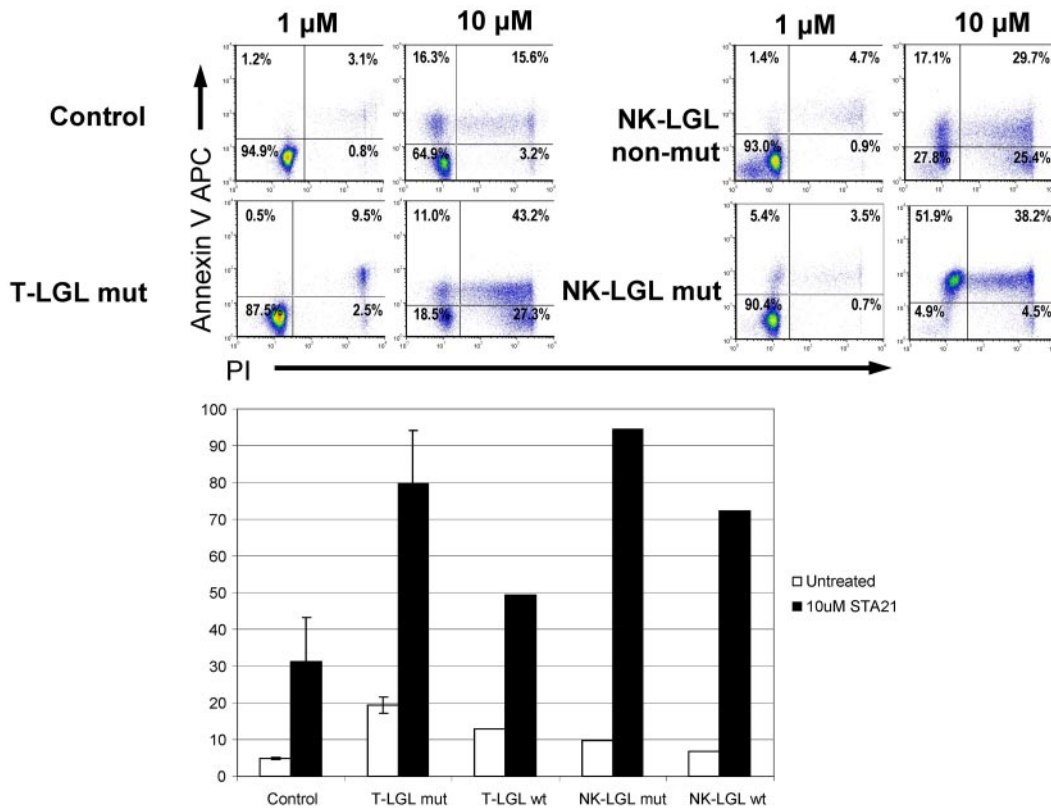 1 µM 10 µM 1 µM 10 µM
Control
1.2% 3.1%
94.9% 0.8%
16.3% 15.6%
64.9% 3.2%
NK-LGL
non-mut
1.4% 4.7%
93.0% 0.9%
17.1% 29.7%
27.8% 25.4%
Annexin V APC
T-LGL mut
0.5% 9.5%
87.5% 2.5%
11.0% 43.2%
18.5% 27.3%
NK-LGL mut
5.4% 3.5%
90.4% 0.7%
51.9% 38.2%
4.9% 4.5%
PI
100
90
80
70
60
50
40
30
20
10
0
Control T-LGL mut T-LGL wt NK-LGL mut NK-LGL wt
Untreated
10uM STA21